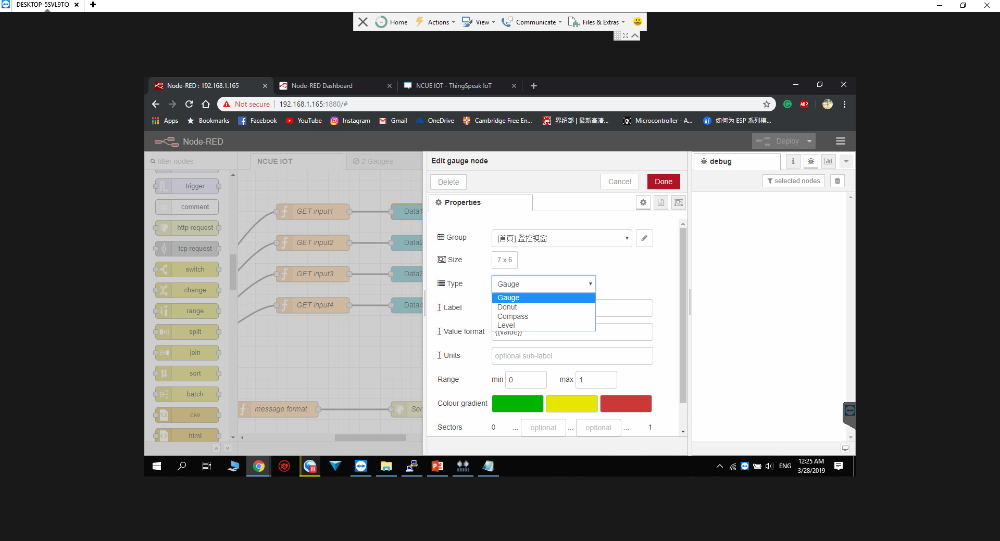 DESKTOP-5SVL9TQ
Home
Actions
View
Communicate
Files & Extras
Node-RED : 192.168.1.165
Node-RED Dashboard
NCUE IOT - ThingSpeak IoT
Not secure
192.168.1.165:1880/#
ABP
Apps
Bookmarks
Facebook
YouTube
Instagram
Gmail
OneDrive
Cambridge Free En...
界紹部 | 最新高清...
Microcontroller - A...
如何为 ESP 系列模...
Node-RED
Deploy
filter nodes
NCUE IOT
2 Gauges
Edit gauge node
debug
Delete
Cancel
Done
selected nodes
Properties
trigger
comment
http request
tcp request
switch
change
range
split
join
sort
batch
csv
html
GET input1
Data1
GET input2
Data2
GET input3
Data3
GET input4
Data4
message format
Ser
Group
[首頁] 監控視窗
Size
7 x 6
Type
Gauge
Gauge
Donut
Compass
Level
Label
Value format
{{value}}
Units
optional sub-label
Range
min 0
max 1
Colour gradient
Sectors
0 ... optional ... optional ... 1
ENG
12:25 AM
3/28/2019